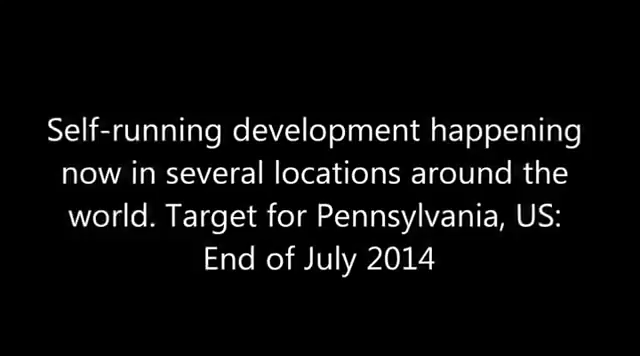 Self-running development happening
now in several locations around the
world. Target for Pennsylvania, US:
End of July 2014